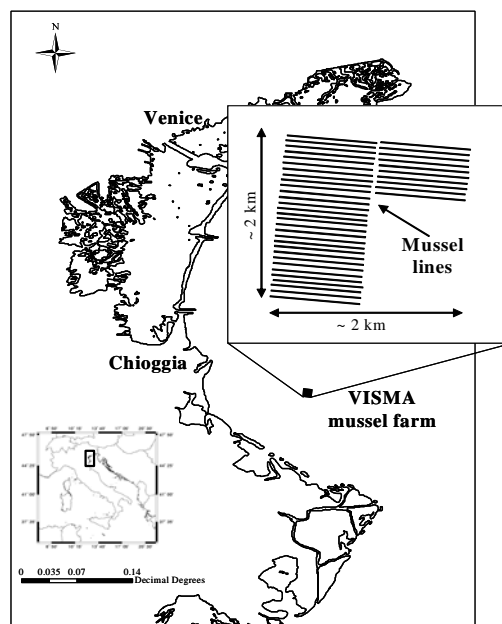 N
Venice
~ 2 km
Mussel
lines
~ 2 km
Chioggia
VISMA
mussel farm
0 0.035 0.07 0.14
Decimal Degrees